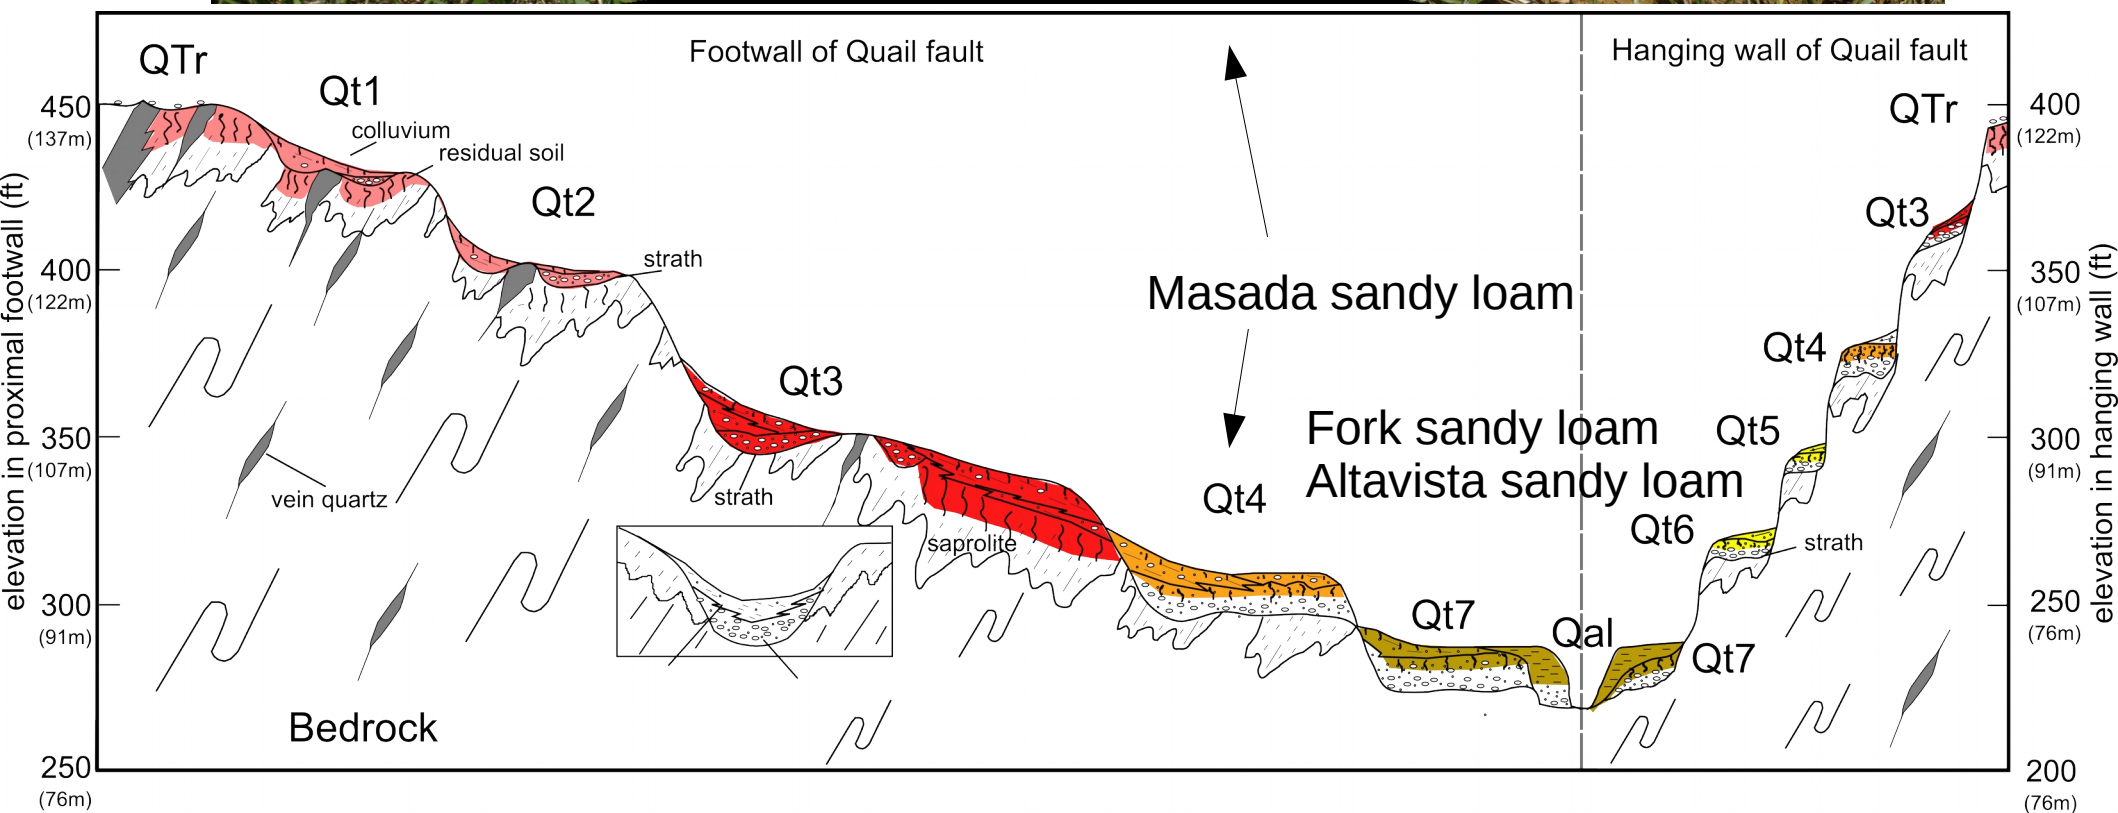 Footwall of Quail fault
Hanging wall of Quail fault
QTr
Qt1
colluvium
residual soil
Qt2
strath
Qt3
strath
vein quartz
saprolite
Bedrock
Masada sandy loam
Fork sandy loam
Altavista sandy loam
Qt4
Qt7
Qal
Qt7
Qt6
strath
Qt5
Qt4
Qt3
QTr
elevation in proximal footwall (ft)
450
(137m)
400
(122m)
350
(107m)
300
(91m)
250
(76m)
elevation in hanging wall (ft)
400
(122m)
350
(107m)
300
(91m)
250
(76m)
200
(76m)